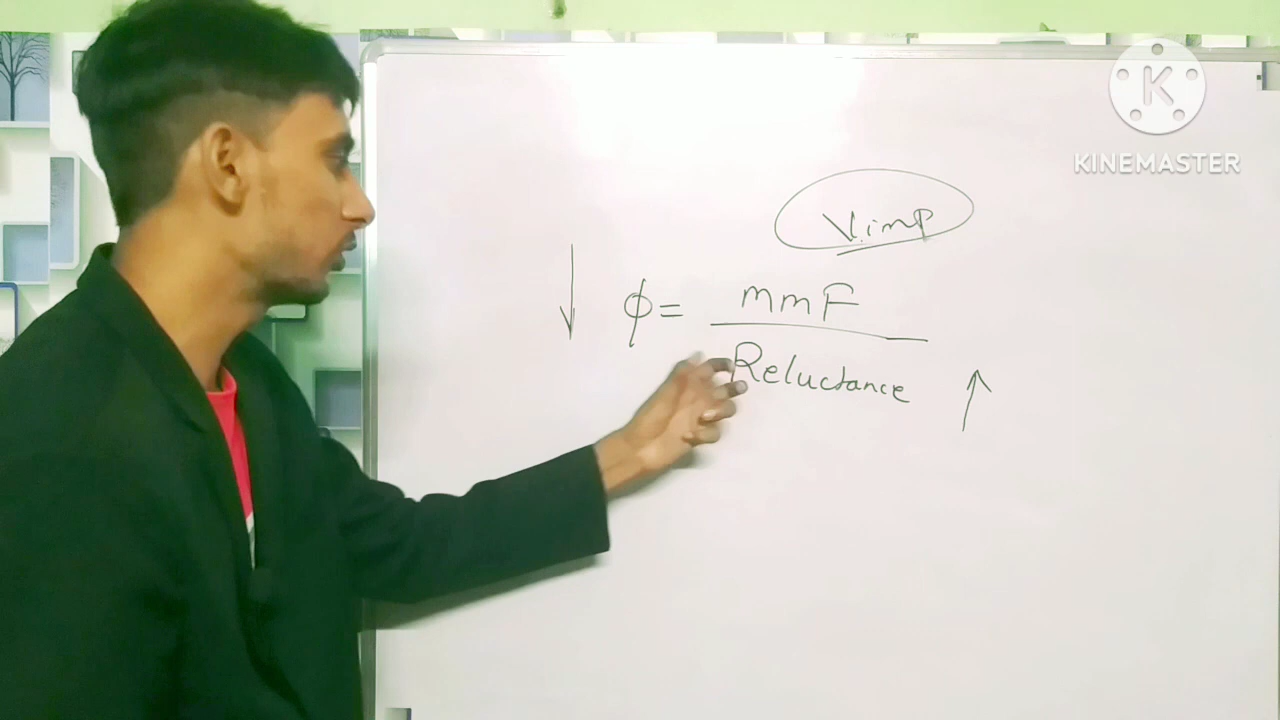 K
KINEMASTER
V.imp
↓ φ = mmF
Reluctance ↑